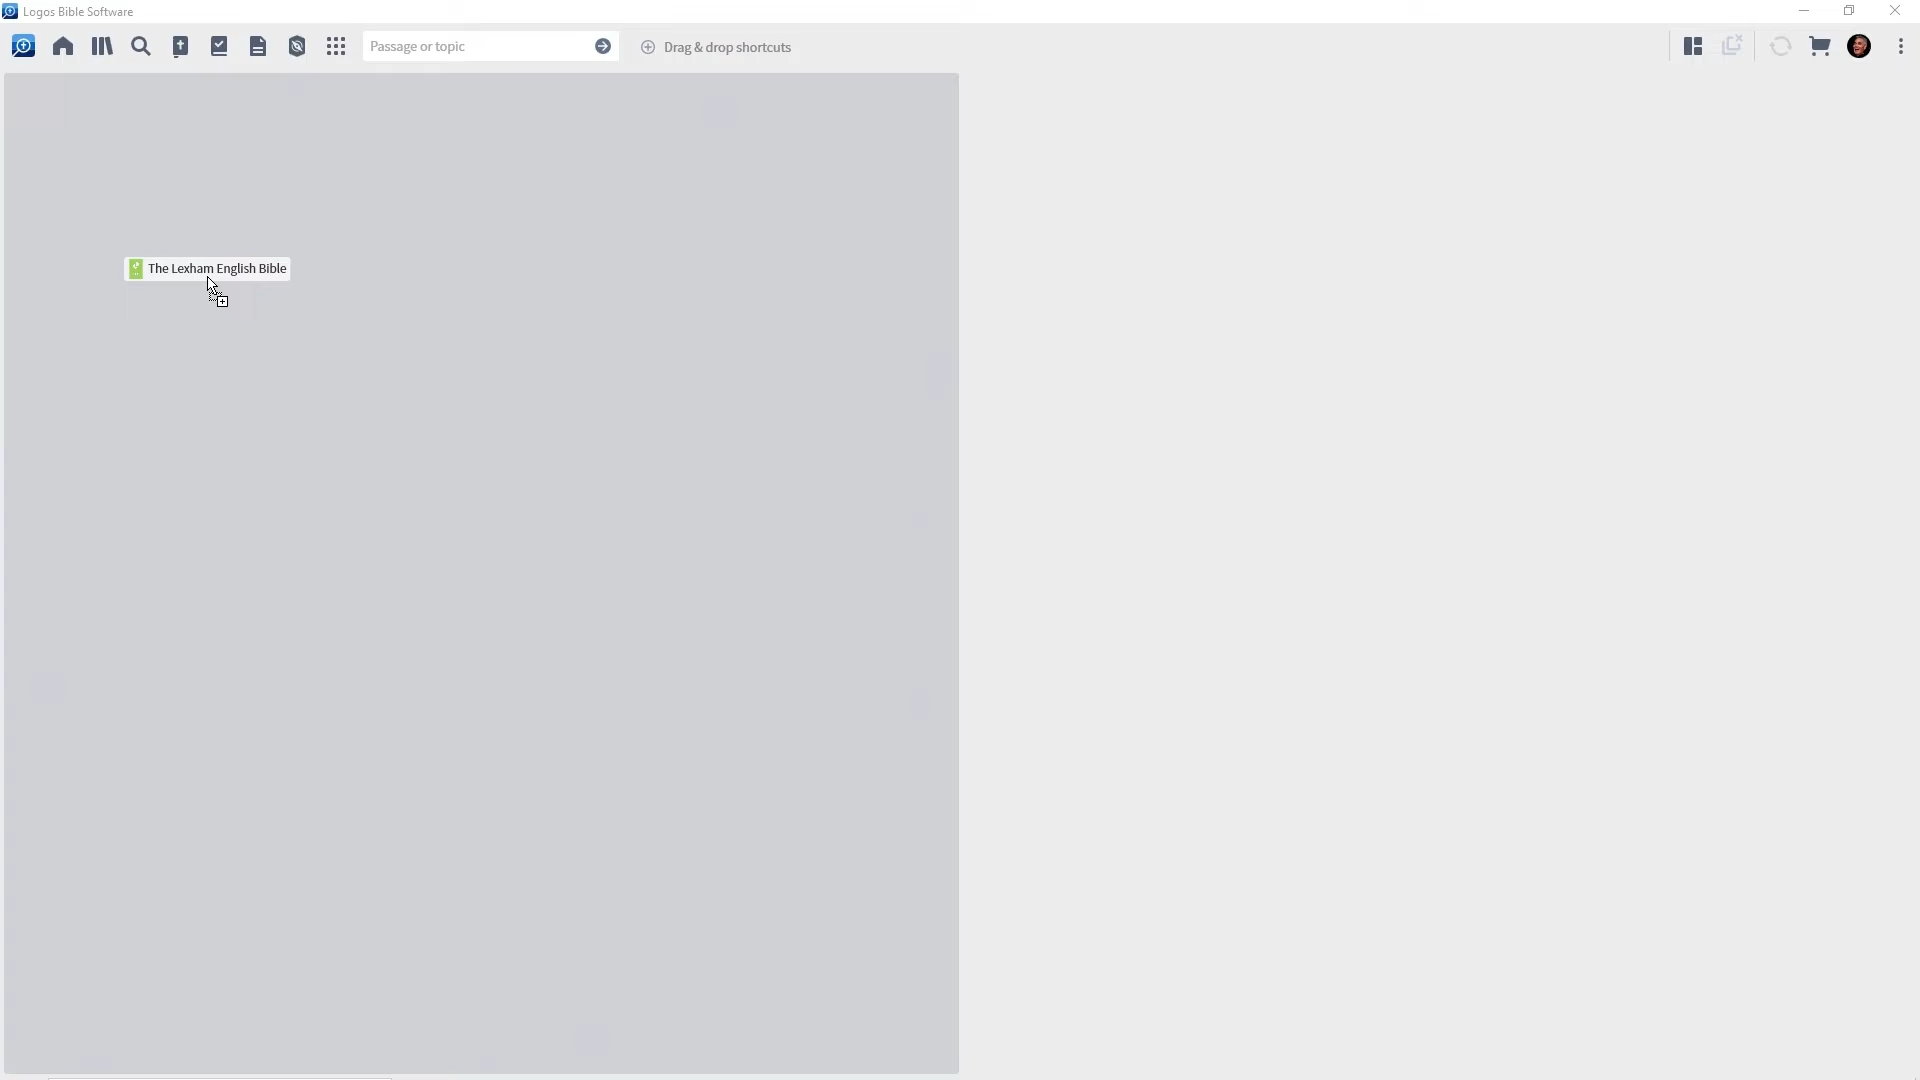 Logos Bible Software
Passage or topic
Drag & drop shortcuts
The Lexham English Bible